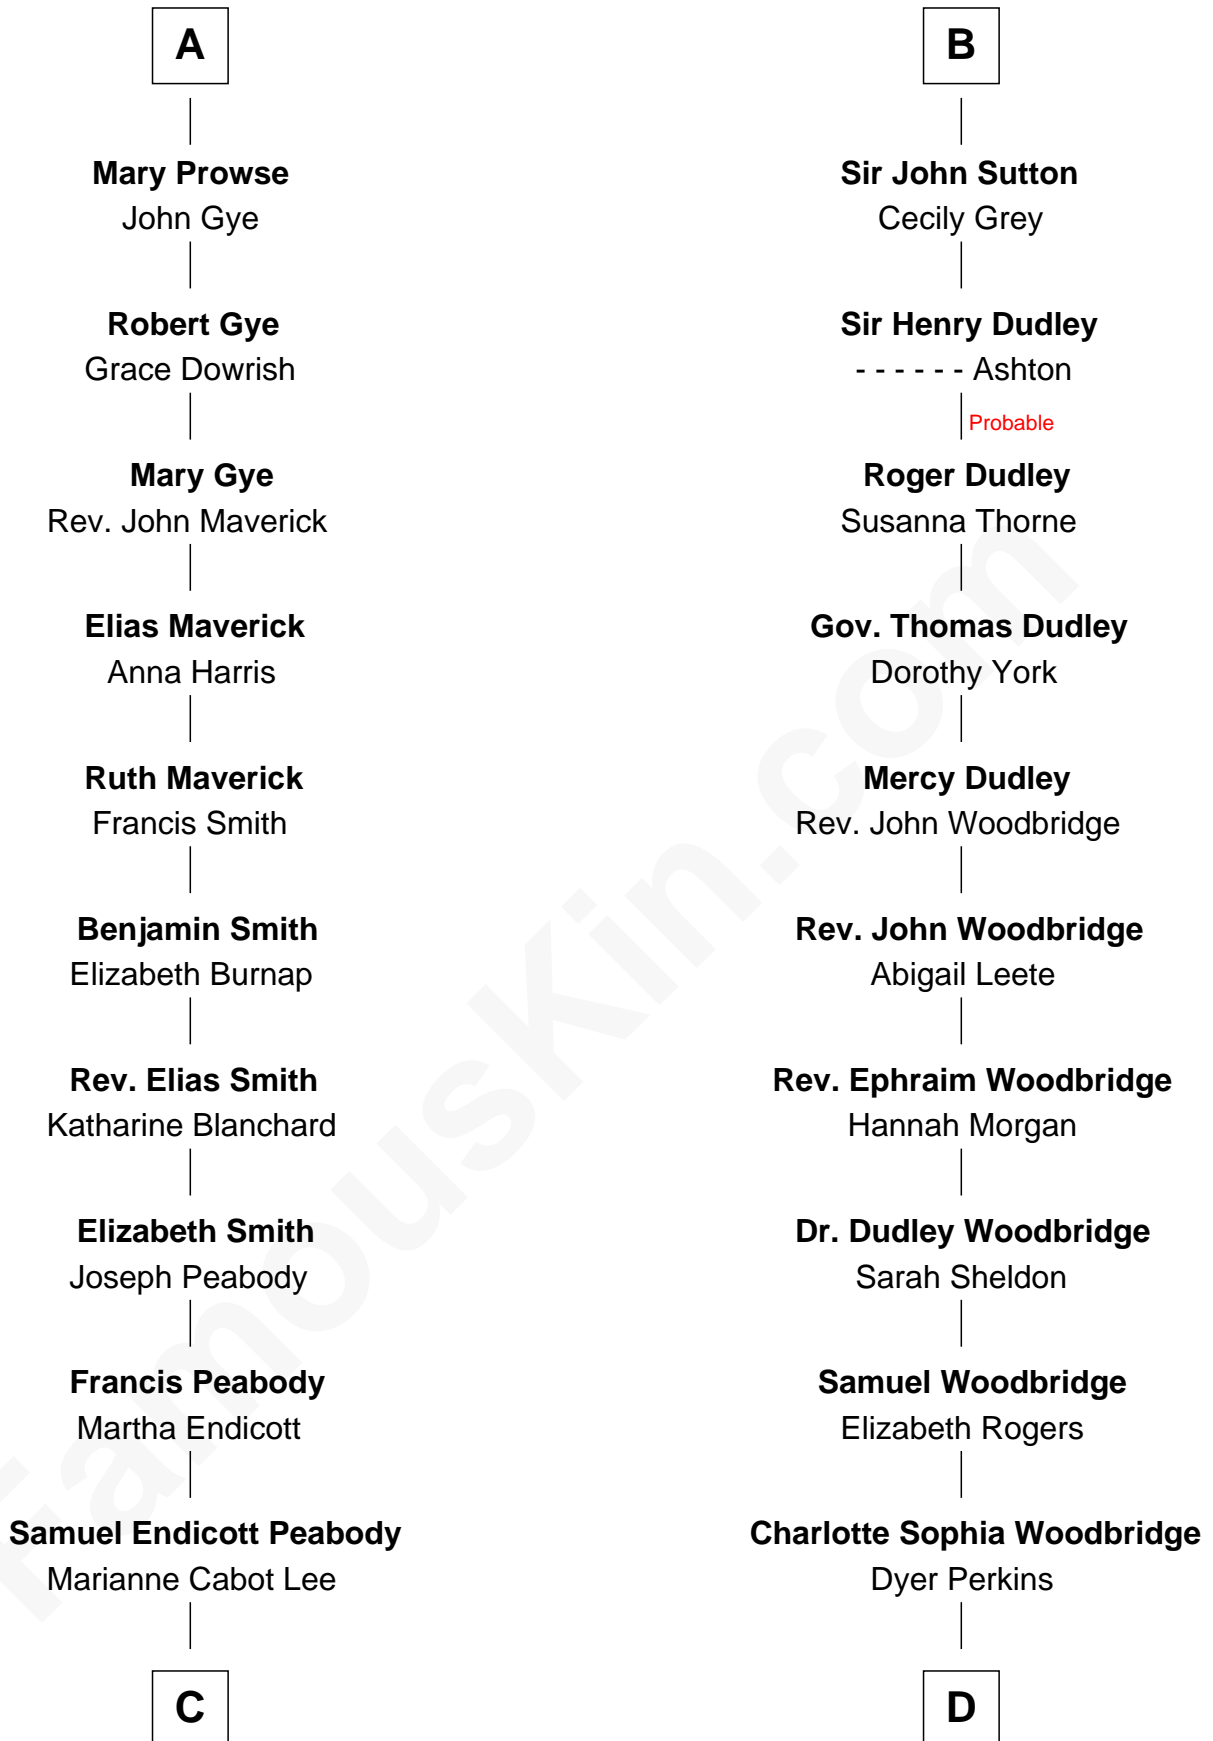 A
Mary Prowse
John Gye
Robert Gye
Grace Dowrish
Mary Gye
Rev. John Maverick
Elias Maverick
Anna Harris
Ruth Maverick
Francis Smith
Benjamin Smith
Elizabeth Burnap
Rev. Elias Smith
Katharine Blanchard
Elizabeth Smith
Joseph Peabody
Francis Peabody
Martha Endicott
Samuel Endicott Peabody
Marianne Cabot Lee
C
B
Sir John Sutton
Cecily Grey
Sir Henry Dudley
- - - - - - Ashton
Probable
Roger Dudley
Susanna Thorne
Gov. Thomas Dudley
Dorothy York
Mercy Dudley
Rev. John Woodbridge
Rev. John Woodbridge
Abigail Leete
Rev. Ephraim Woodbridge
Hannah Morgan
Dr. Dudley Woodbridge
Sarah Sheldon
Samuel Woodbridge
Elizabeth Rogers
Charlotte Sophia Woodbridge
Dyer Perkins
D
FamousKin.com